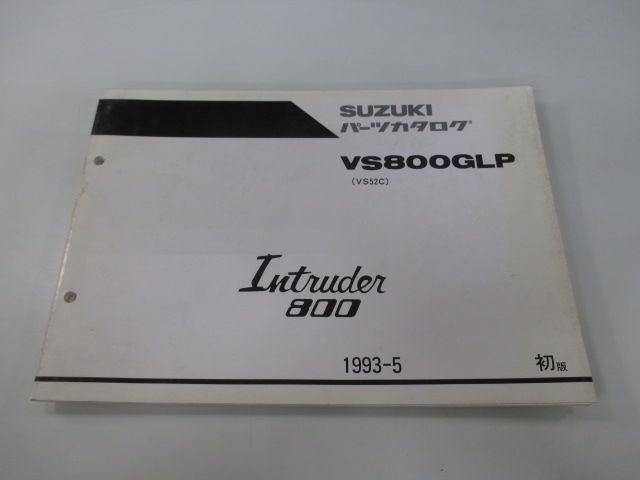 SUZUKI
パーツカタログ
VS800GLP
(VS52C)
Intruder
800
1993-5
初版